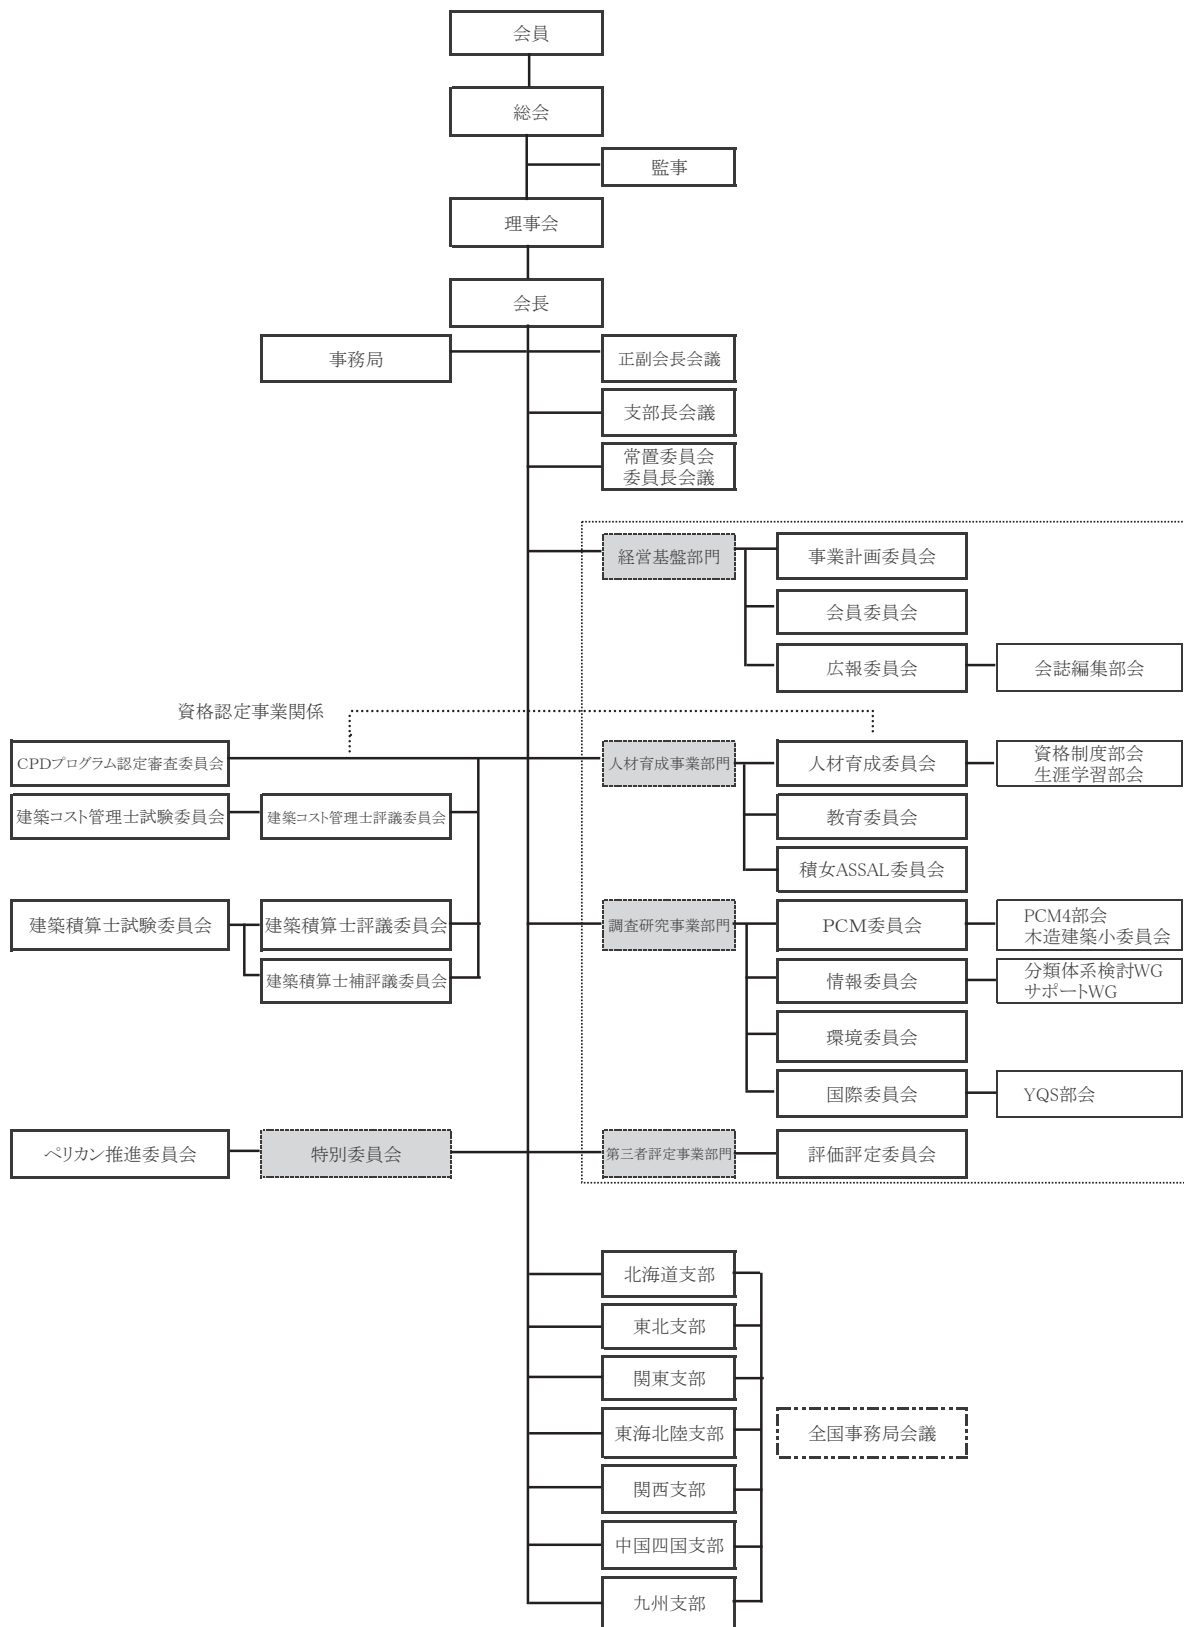 会員
総会
監事
理事会
会長
事務局
正副会長会議
支部長会議
常置委員会
委員長会議
経営基盤部門
事業計画委員会
会員委員会
広報委員会
会誌編集部会
資格認定事業関係
CPDプログラム認定審査委員会
人材育成事業部門
人材育成委員会
資格制度部会
生涯学習部会
建築コスト管理士試験委員会
建築コスト管理士評議委員会
教育委員会
積女ASSAL委員会
建築積算士試験委員会
建築積算士評議委員会
調査研究事業部門
PCM委員会
PCM4部会
木造建築小委員会
建築積算士補評議委員会
情報委員会
分類体系検討WG
サポートWG
環境委員会
国際委員会
YQS部会
ペリカン推進委員会
特別委員会
第三者評定事業部門
評価評定委員会
北海道支部
東北支部
関東支部
東海北陸支部
全国事務局会議
関西支部
中国四国支部
九州支部